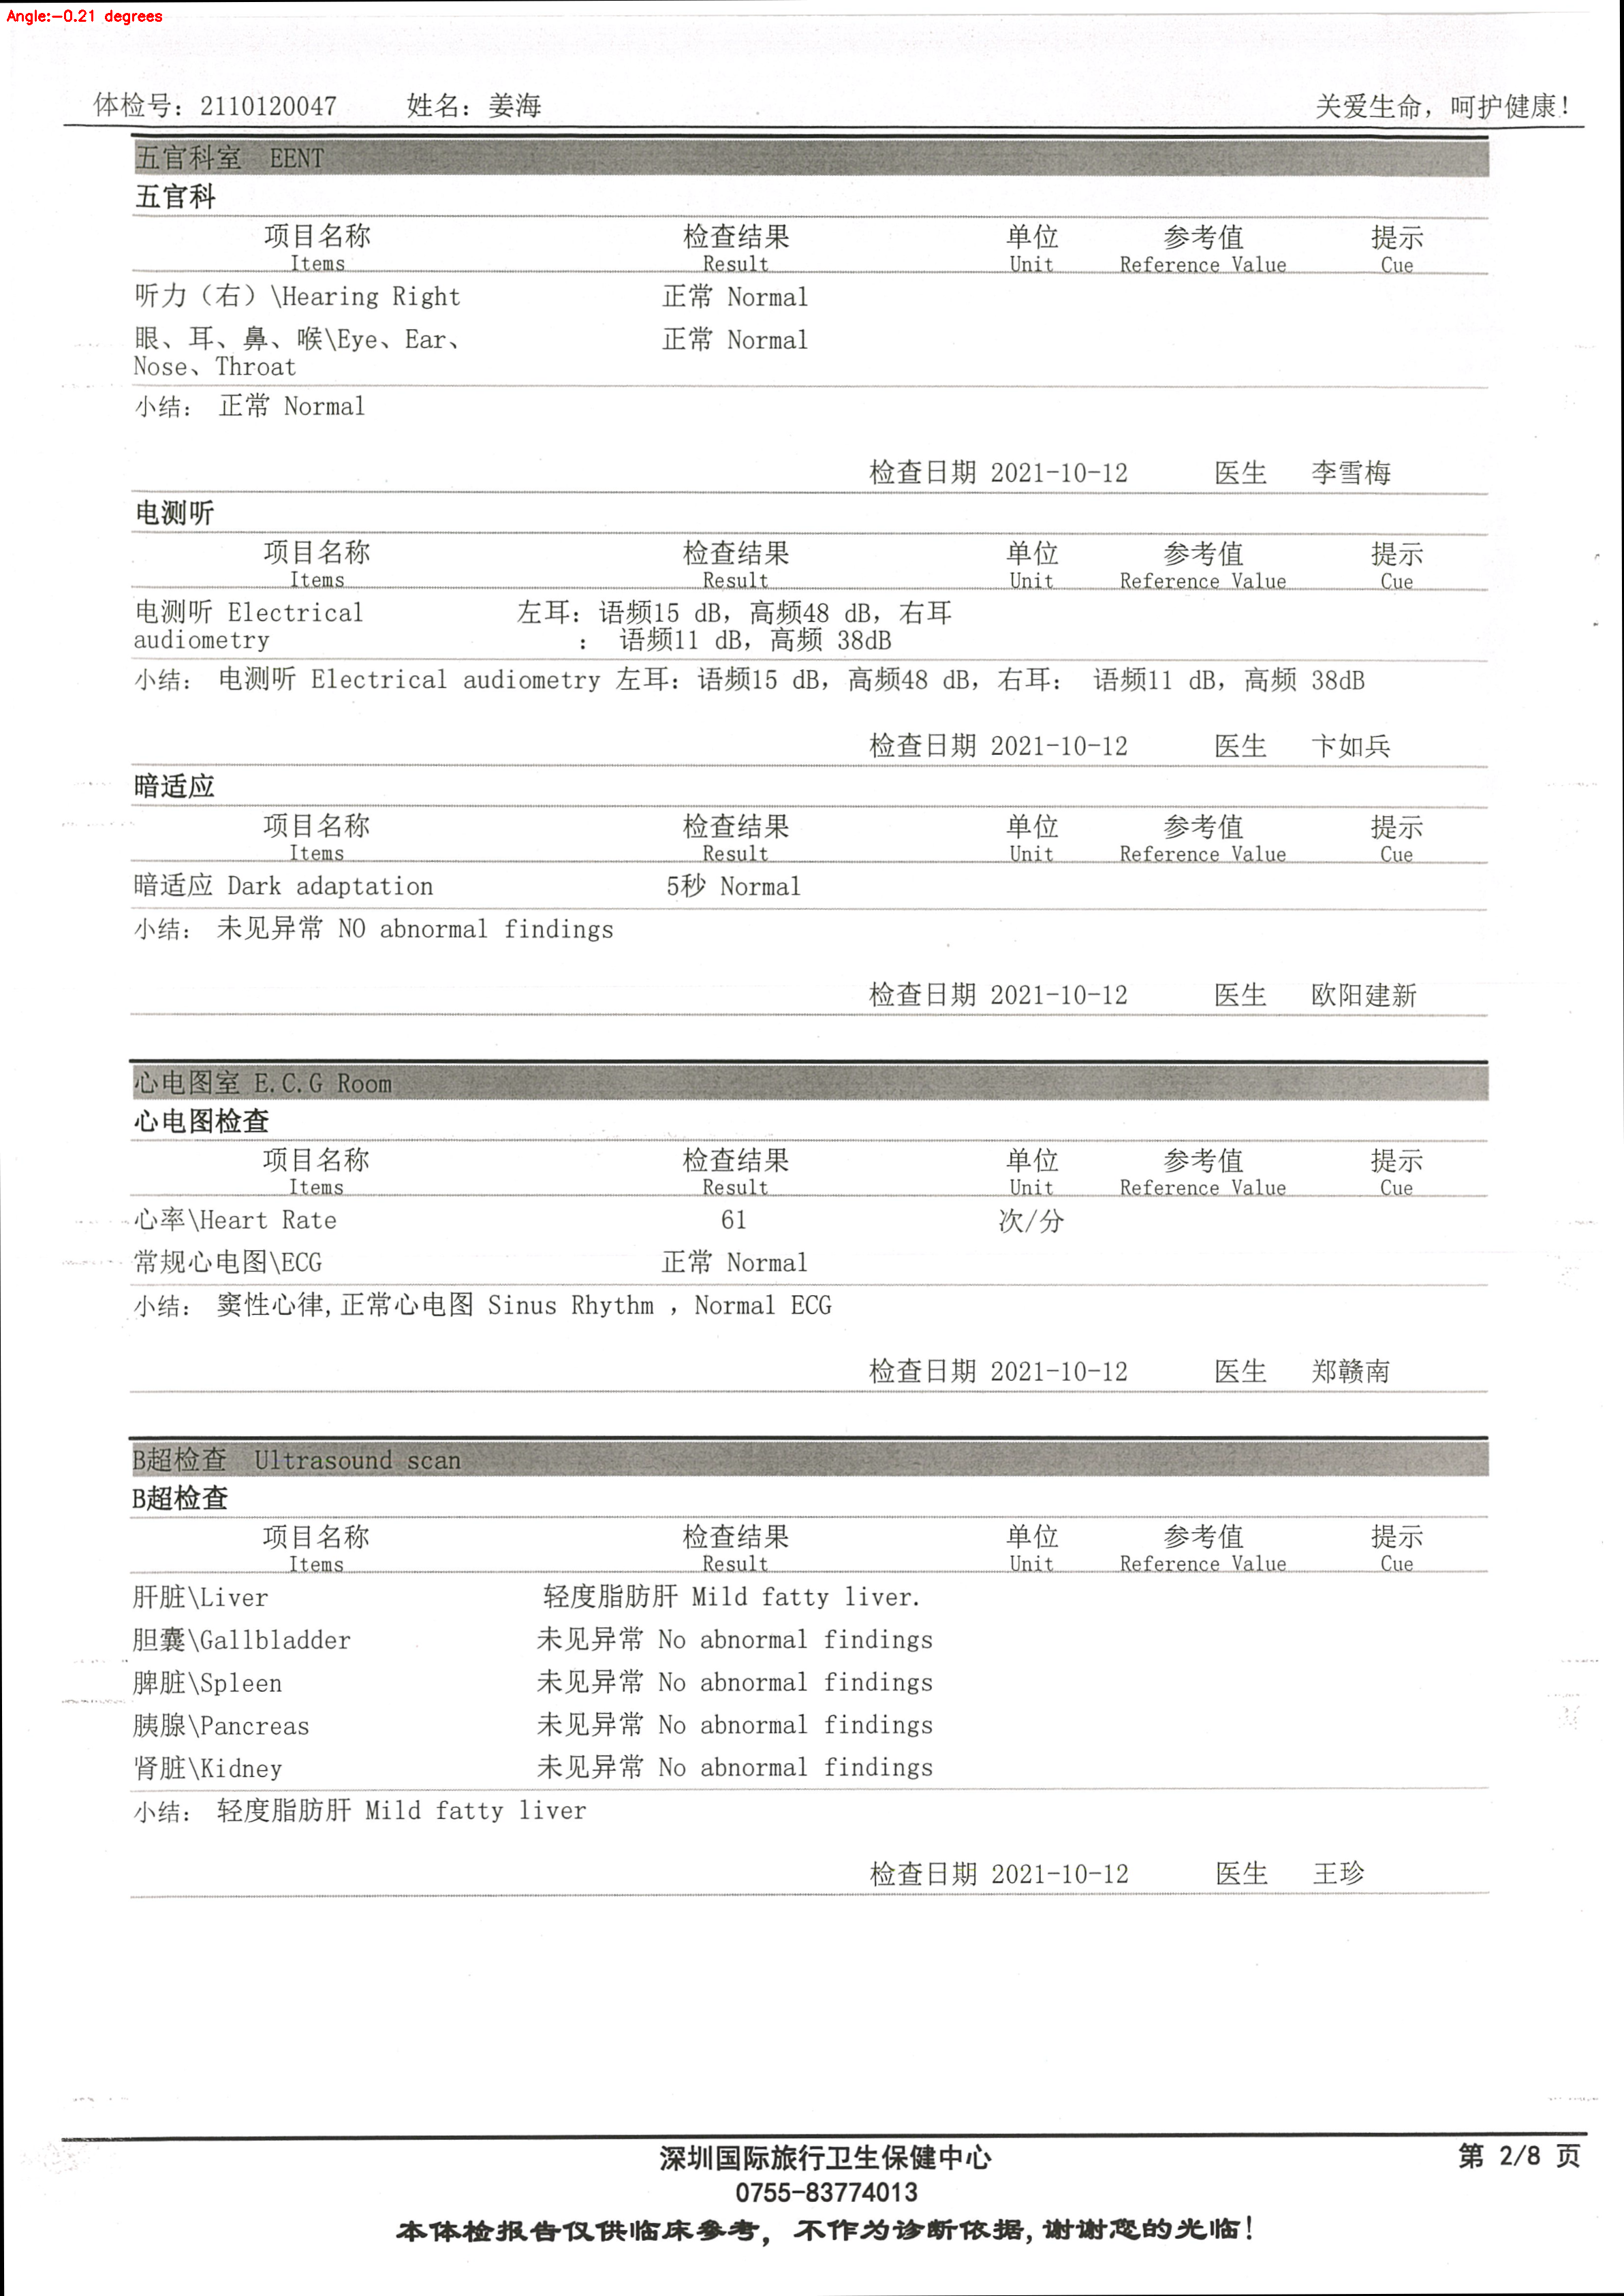 Angle:-0.21 degrees
体检号: 2110120047 姓名: 姜海 关爱生命, 呵护健康!
五官科室 EENT
五官科
项目名称 检查结果 单位 参考值 提示
Items Result Unit Reference Value Cue
听力（右）\Hearing Right 正常 Normal
眼、耳、鼻、喉\Eye、Ear、 正常 Normal
Nose、Throat
小结: 正常 Normal
检查日期 2021-10-12 医生 李雪梅
电测听
项目名称 检查结果 单位 参考值 提示
Items Result Unit Reference Value Cue
电测听 Electrical 左耳: 语频15 dB, 高频48 dB, 右耳
audiometry : 语频11 dB, 高频 38dB
小结: 电测听 Electrical audiometry 左耳: 语频15 dB, 高频48 dB, 右耳: 语频11 dB, 高频 38dB
检查日期 2021-10-12 医生 卞如兵
暗适应
项目名称 检查结果 单位 参考值 提示
Items Result Unit Reference Value Cue
暗适应 Dark adaptation 5秒 Normal
小结: 未见异常 NO abnormal findings
检查日期 2021-10-12 医生 欧阳建新
心电图室 E.C.G Room
心电图检查
项目名称 检查结果 单位 参考值 提示
Items Result Unit Reference Value Cue
心率\Heart Rate 61 次/分
常规心电图\ECG 正常 Normal
小结: 窦性心律,正常心电图 Sinus Rhythm , Normal ECG
检查日期 2021-10-12 医生 郑赣南
B超检查 Ultrasound scan
B超检查
项目名称 检查结果 单位 参考值 提示
Items Result Unit Reference Value Cue
肝脏\Liver 轻度脂肪肝 Mild fatty liver.
胆囊\Gallbladder 未见异常 No abnormal findings
脾脏\Spleen 未见异常 No abnormal findings
胰腺\Pancreas 未见异常 No abnormal findings
肾脏\Kidney 未见异常 No abnormal findings
小结: 轻度脂肪肝 Mild fatty liver
检查日期 2021-10-12 医生 王珍
深圳国际旅行卫生保健中心 第 2/8 页
0755-83774013
本体检报告仅供临床参考, 不作为诊断依据,谢谢您的光临!